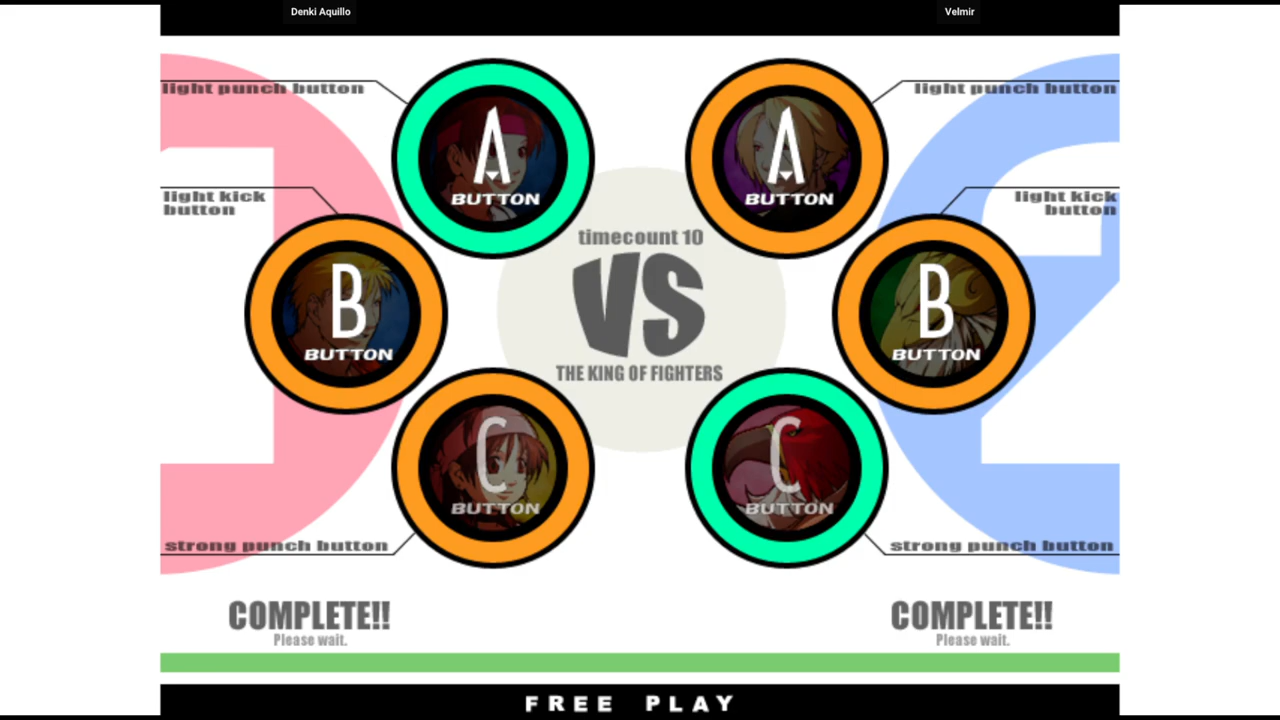 Denki Aquillo
Velmir
light punch button
light punch button
A
BUTTON
A
BUTTON
light kick
button
light kick
button
timecount 10
VS
THE KING OF FIGHTERS
B
BUTTON
B
BUTTON
C
BUTTON
C
BUTTON
strong punch button
strong punch button
COMPLETE!!
Please wait.
COMPLETE!!
Please wait.
FREE PLAY